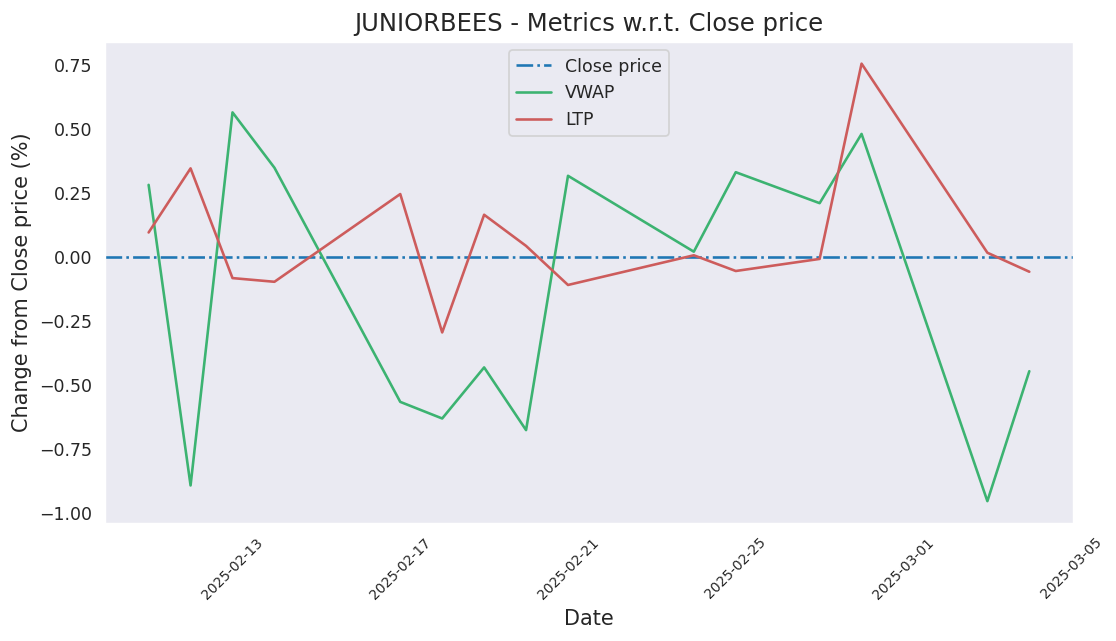 JUNIORBEES - Metrics w.r.t. Close price
Close price
VWAP
LTP
Change from Close price (%)
0.75
0.50
0.25
0.00
−0.25
−0.50
−0.75
−1.00
2025-02-13
2025-02-17
2025-02-21
2025-02-25
2025-03-01
2025-03-05
Date